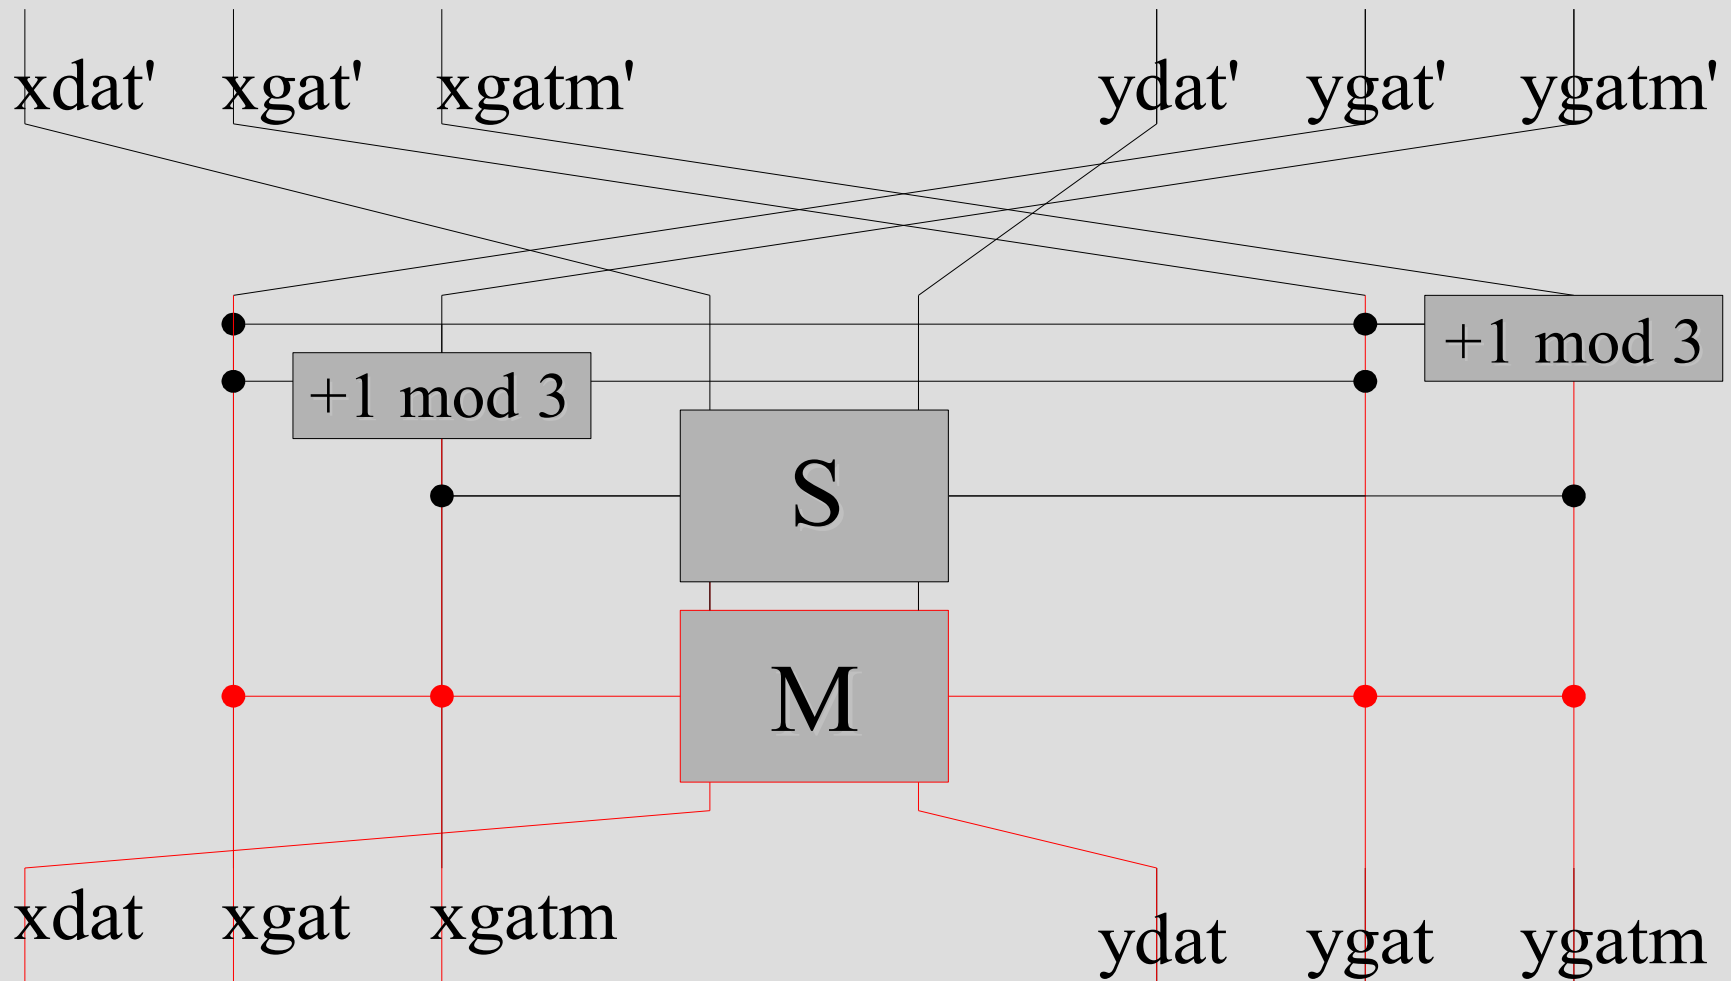 xdat' xgat' xgatm' ydat' ygat' ygatm'
+1 mod 3
+1 mod 3
S
M
xdat xgat xgatm ydat ygat ygatm